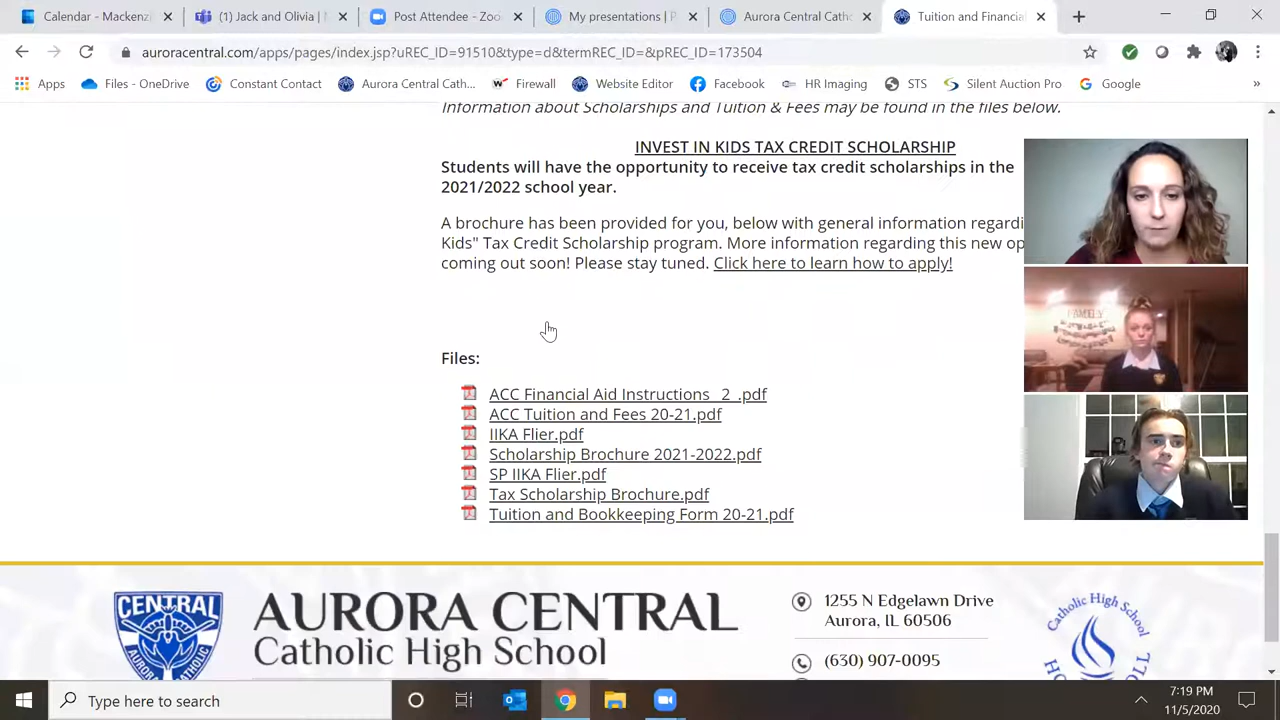 Calendar - Mackenz
(1) Jack and Olivia |
Post Attendee - Zoo
My presentations | P
Aurora Central Catho
Tuition and Financia
auroracentral.com/apps/pages/index.jsp?uREC_ID=91510&type=d&termREC_ID=&pREC_ID=173504
Apps
Files - OneDrive
Constant Contact
Aurora Central Cath...
Firewall
Website Editor
Facebook
HR Imaging
STS
Silent Auction Pro
Google
Information about Scholarships and Tuition & Fees may be found in the files below.
INVEST IN KIDS TAX CREDIT SCHOLARSHIP
Students will have the opportunity to receive tax credit scholarships in the
2021/2022 school year.
A brochure has been provided for you, below with general information regardi
Kids" Tax Credit Scholarship program. More information regarding this new op
coming out soon! Please stay tuned. Click here to learn how to apply!
Files:
ACC Financial Aid Instructions _2_.pdf
ACC Tuition and Fees 20-21.pdf
IIKA Flier.pdf
Scholarship Brochure 2021-2022.pdf
SP IIKA Flier.pdf
Tax Scholarship Brochure.pdf
Tuition and Bookkeeping Form 20-21.pdf
FAMILY
CENTRAL
AURORA CENTRAL
Catholic High School
1255 N Edgelawn Drive
Aurora, IL 60506
(630) 907-0095
Catholic High School
Type here to search
7:19 PM
11/5/2020